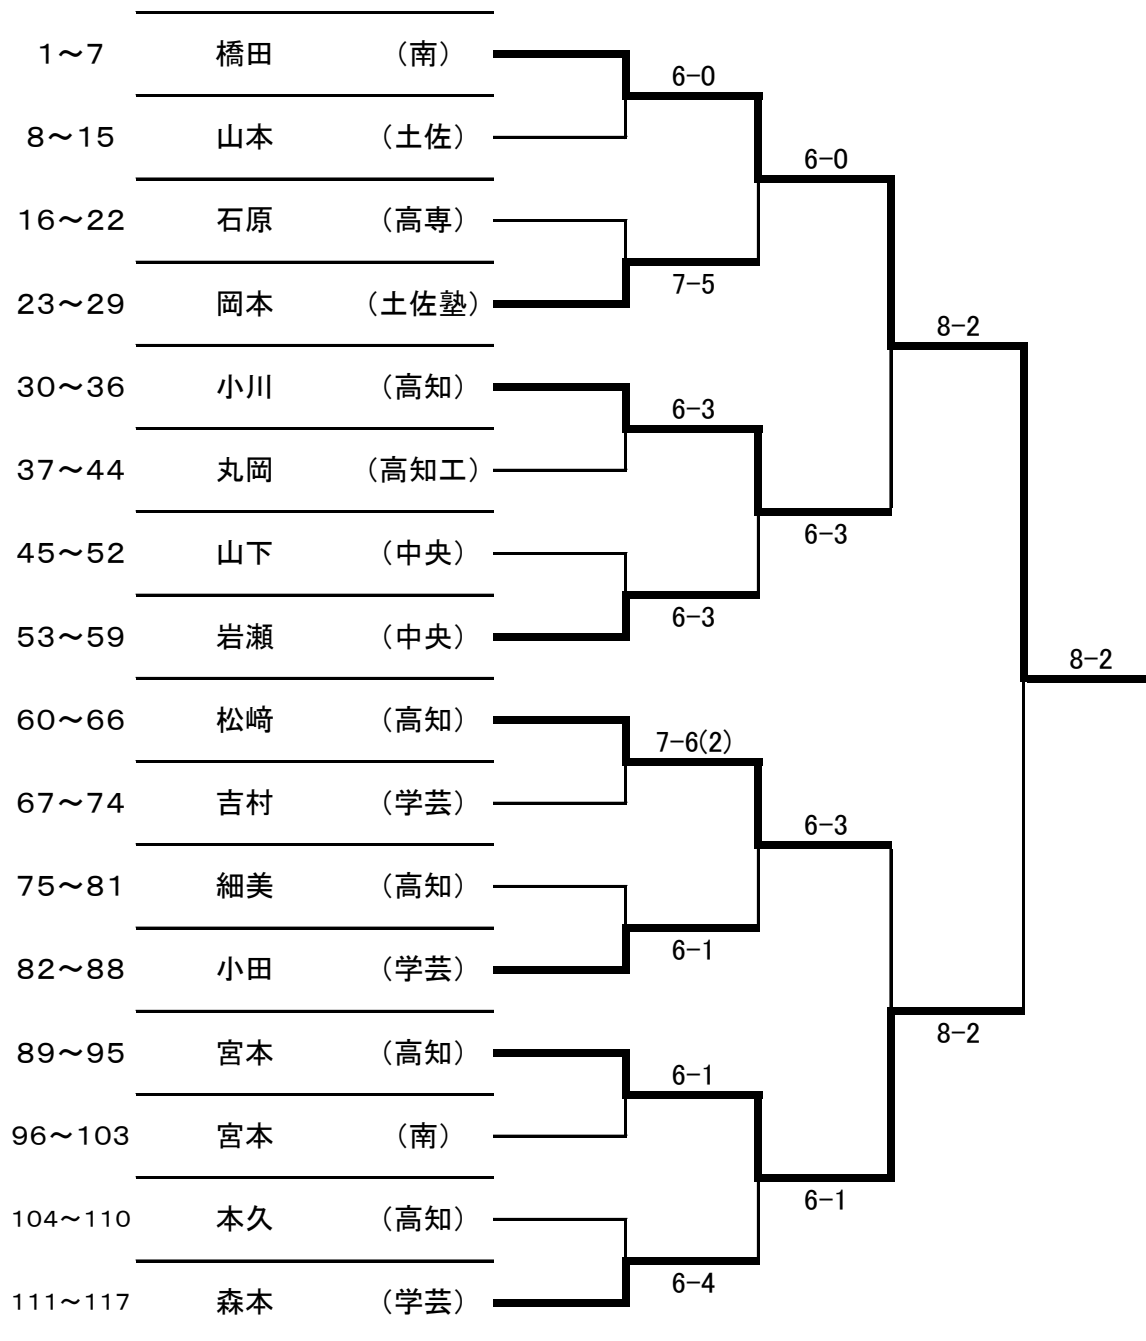 1～7 橋田 （南）
6-0
8～15 山本 （土佐）
6-0
16～22 石原 （高専）
7-5
23～29 岡本 （土佐塾）
8-2
30～36 小川 （高知）
6-3
37～44 丸岡 （高知工）
6-3
45～52 山下 （中央）
6-3
53～59 岩瀬 （中央）
8-2
60～66 松﨑 （高知）
7-6(2)
67～74 吉村 （学芸）
6-3
75～81 細美 （高知）
6-1
82～88 小田 （学芸）
8-2
89～95 宮本 （高知）
6-1
96～103 宮本 （南）
6-1
104～110 本久 （高知）
6-4
111～117 森本 （学芸）